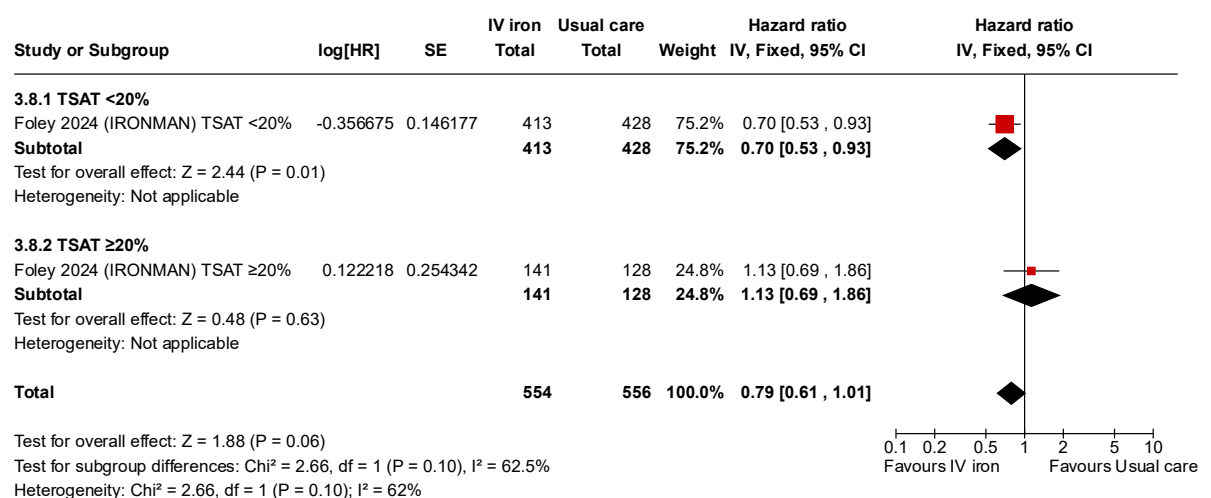 IV iron Usual care Hazard ratio Hazard ratio
Study or Subgroup log[HR] SE Total Total Weight IV, Fixed, 95% CI IV, Fixed, 95% CI
3.8.1 TSAT <20%
Foley 2024 (IRONMAN) TSAT <20% -0.356675 0.146177 413 428 75.2% 0.70 [0.53 , 0.93]
Subtotal 413 428 75.2% 0.70 [0.53 , 0.93]
Test for overall effect: Z = 2.44 (P = 0.01)
Heterogeneity: Not applicable
3.8.2 TSAT ≥20%
Foley 2024 (IRONMAN) TSAT ≥20% 0.122218 0.254342 141 128 24.8% 1.13 [0.69 , 1.86]
Subtotal 141 128 24.8% 1.13 [0.69 , 1.86]
Test for overall effect: Z = 0.48 (P = 0.63)
Heterogeneity: Not applicable
Total 554 556 100.0% 0.79 [0.61 , 1.01]
Test for overall effect: Z = 1.88 (P = 0.06)
0.1 0.2 0.5 1 2 5 10
Test for subgroup differences: Chi² = 2.66, df = 1 (P = 0.10), I² = 62.5%
Favours IV iron Favours Usual care
Heterogeneity: Chi² = 2.66, df = 1 (P = 0.10); I² = 62%